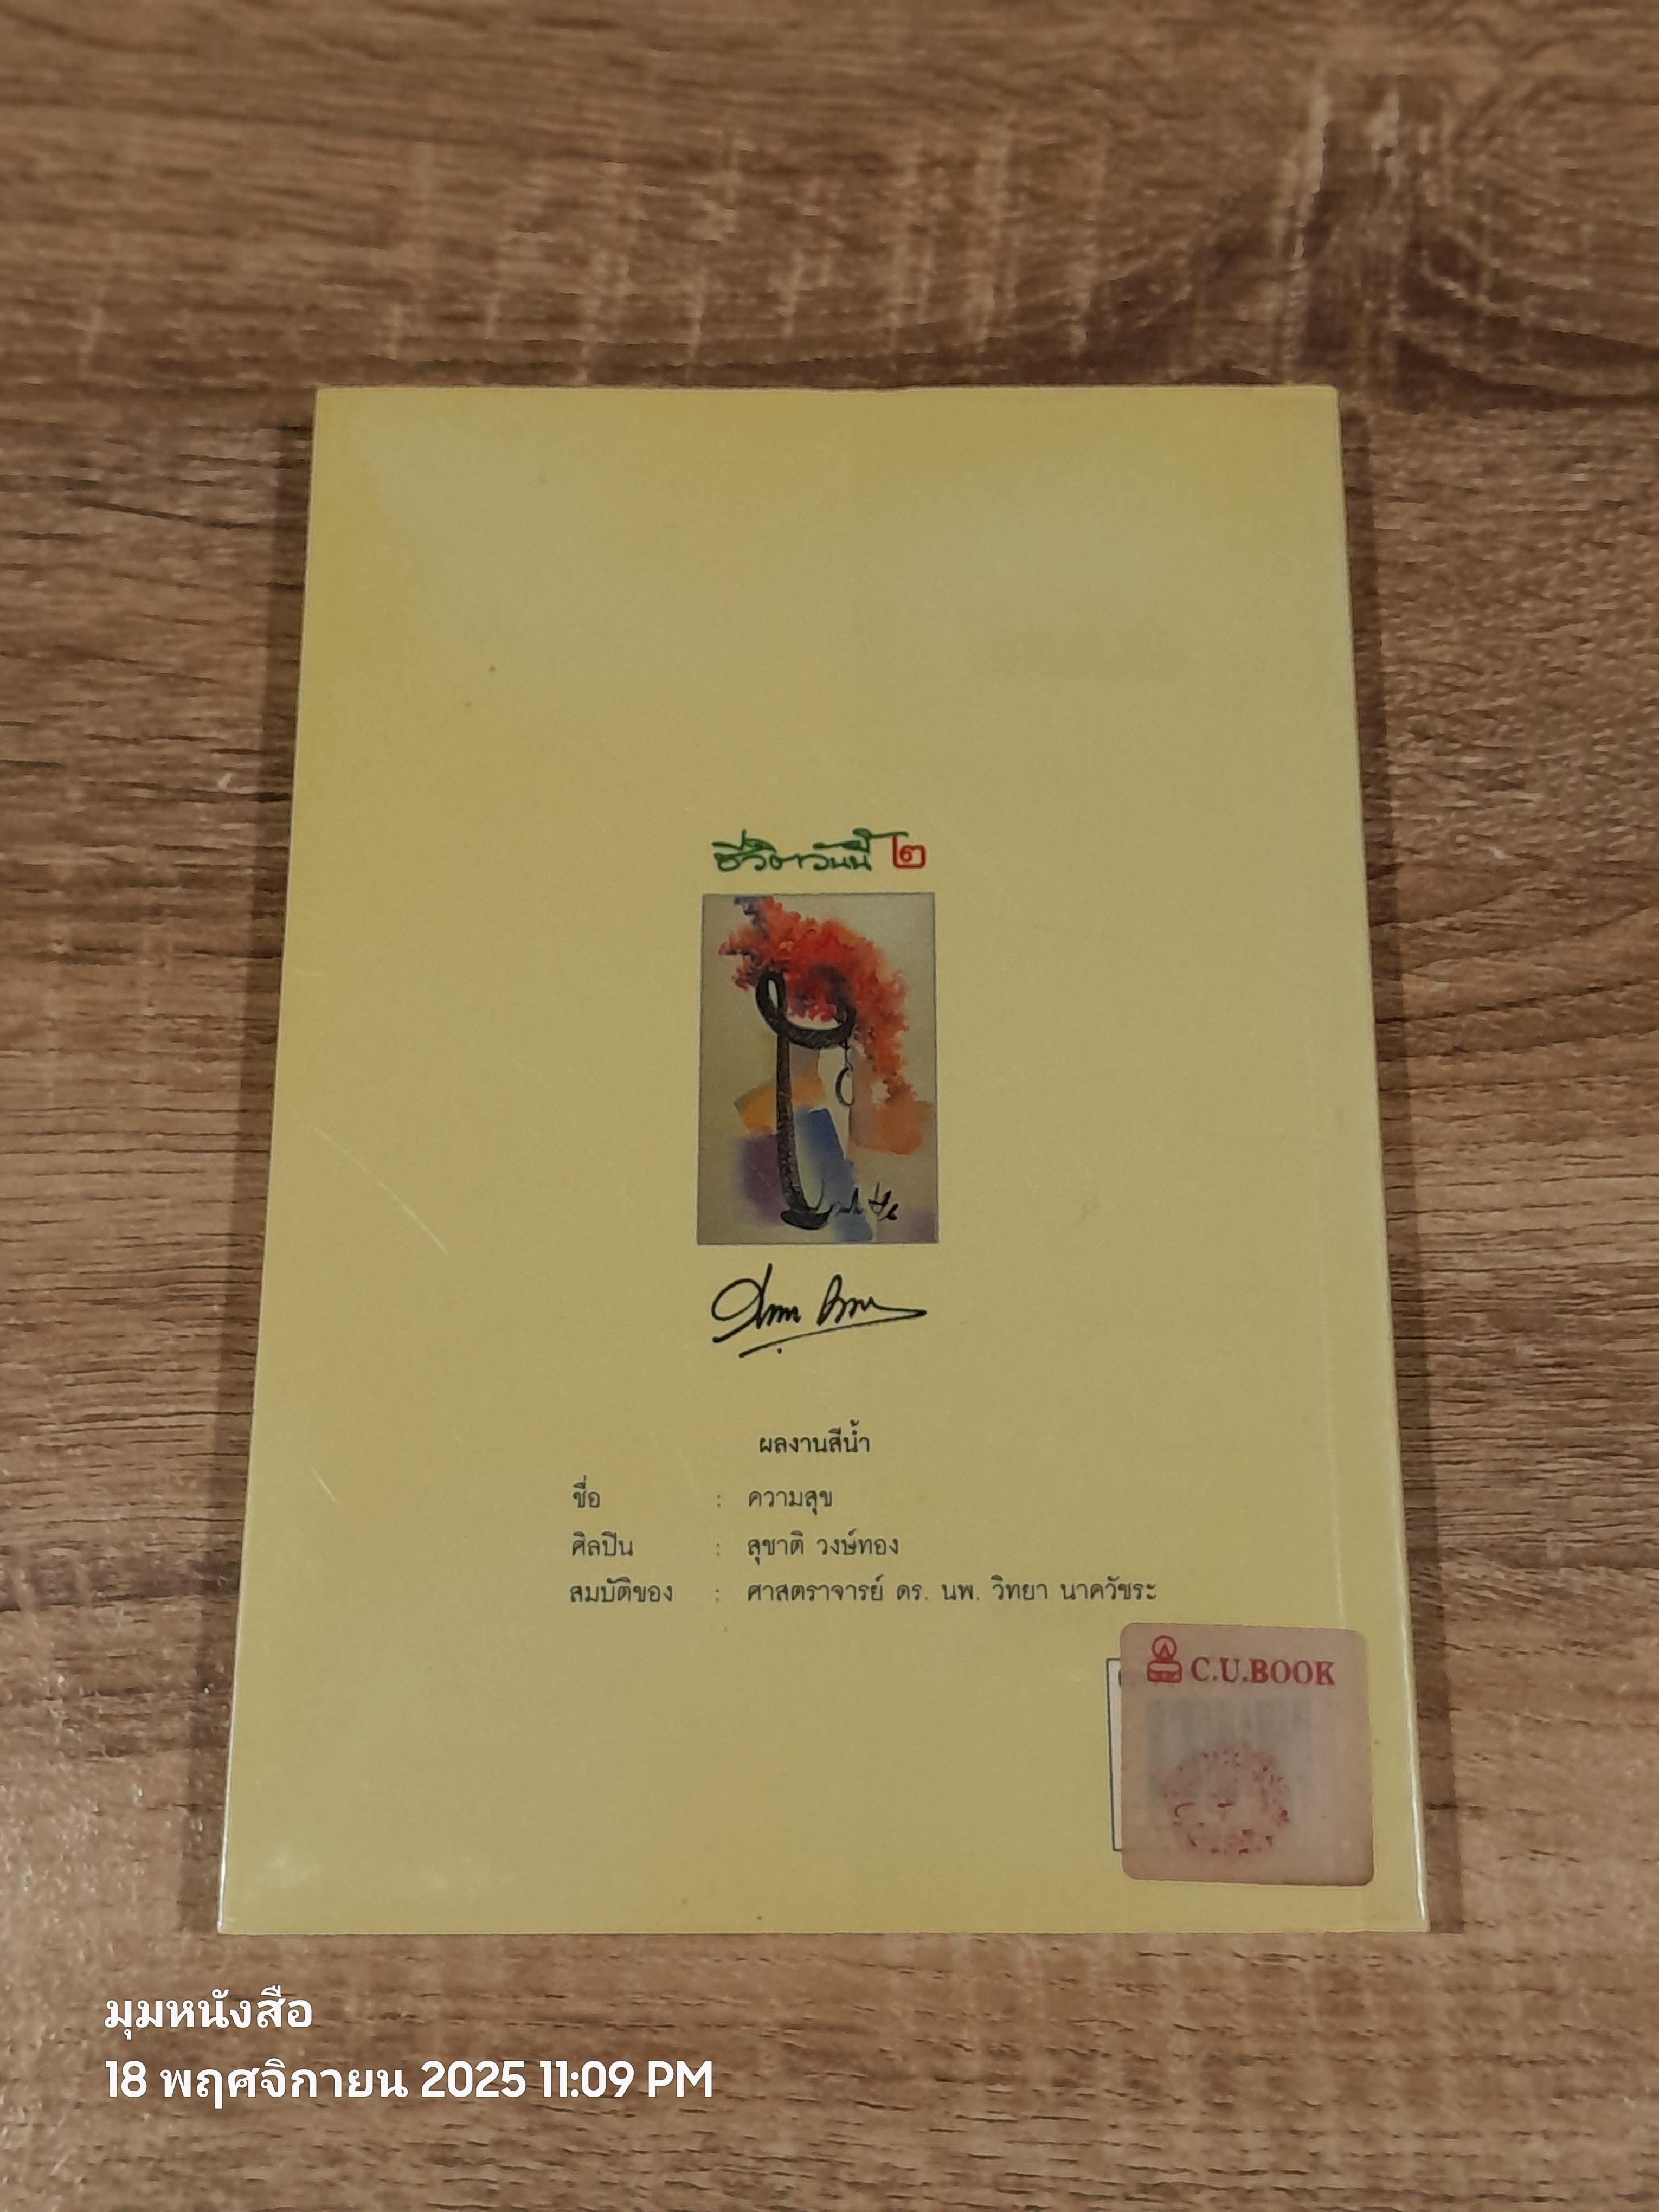 ชีวิตวันนี้ ๒
ผลงานสีน้ำ
ชื่อ : ความสุข
ศิลปิน : สุชาติ วงษ์ทอง
สมบัติของ : ศาสตราจารย์ ดร. นพ. วิทยา นาควัชระ
C.U.BOOK
มุมหนังสือ
18 พฤศจิกายน 2025 11:09 PM